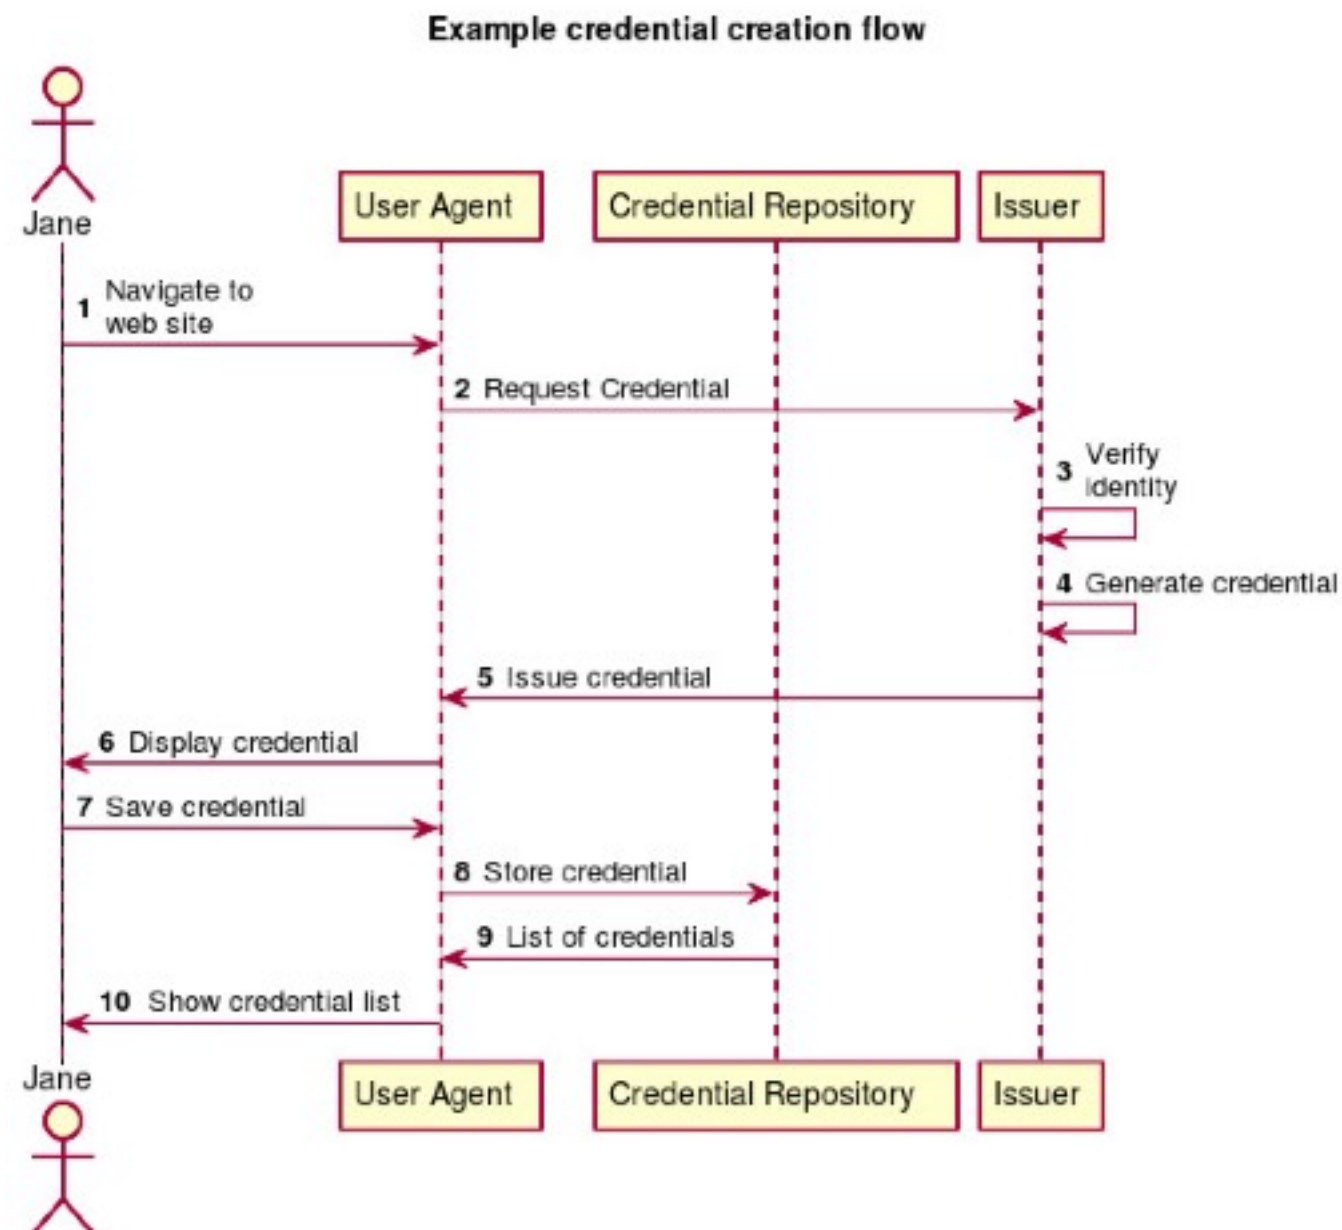 Example credential creation flow
Jane
User Agent
Credential Repository
Issuer
1 Navigate to
web site
2 Request Credential
3 Verify
identity
4 Generate credential
5 Issue credential
6 Display credential
7 Save credential
8 Store credential
9 List of credentials
10 Show credential list
Jane
User Agent
Credential Repository
Issuer